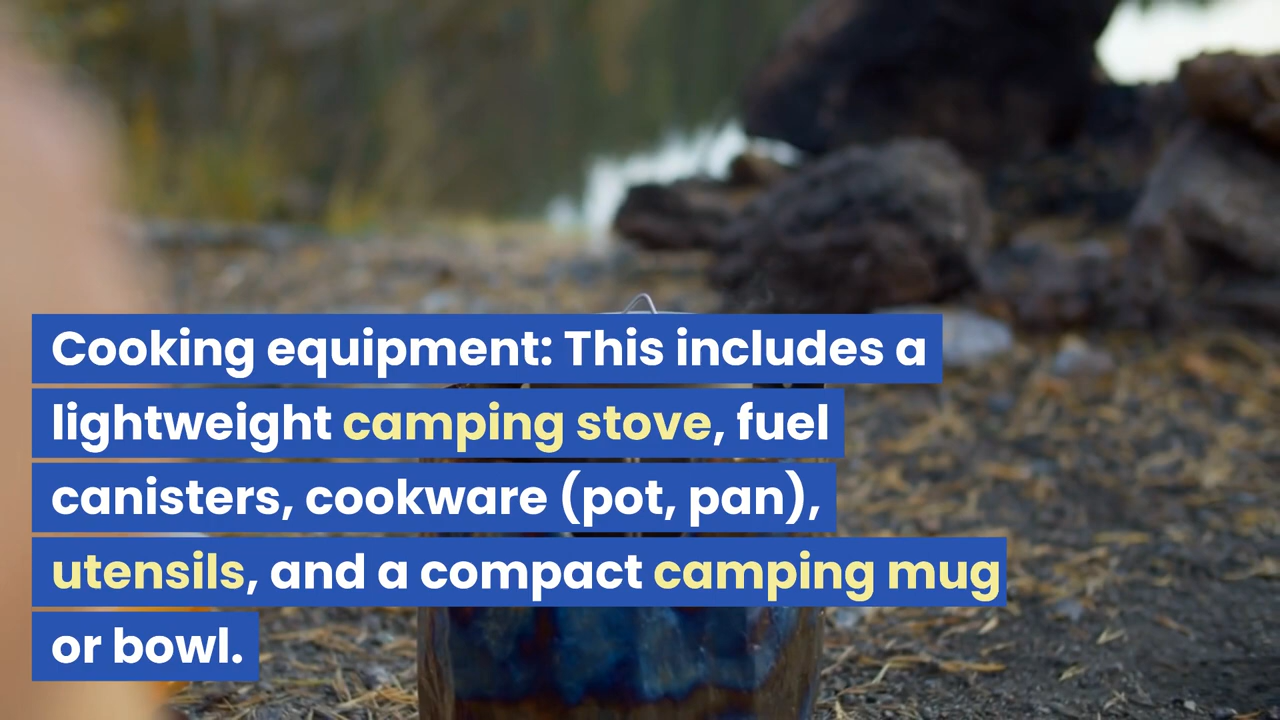 Cooking equipment: This includes a
lightweight camping stove, fuel
canisters, cookware (pot, pan),
utensils, and a compact camping mug
or bowl.